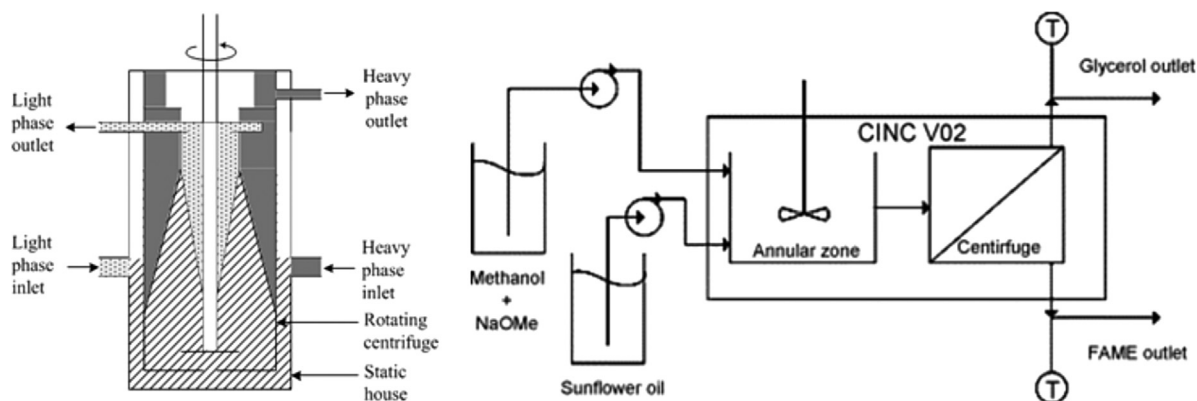 Heavy
phase
outlet
Light
phase
outlet
Light
phase
inlet
Heavy
phase
inlet
Rotating
centrifuge
Static
house
T
Glycerol outlet
CINC V02
Annular zone
Centirfuge
Methanol
+
NaOMe
Sunflower oil
FAME outlet
T